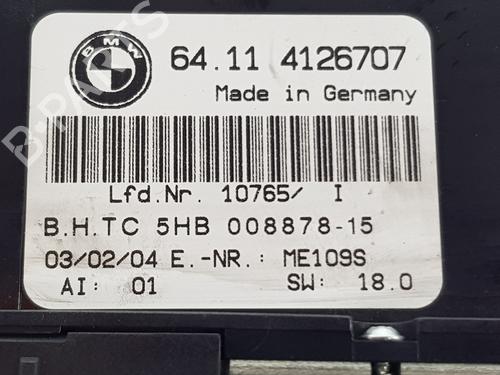 BMW
64.11 4126707
Made in Germany
Lfd.Nr. 10765/ I
B.H.TC 5HB 008878-15
03/02/04 E.-NR.: ME109S
AI: 01 SW: 18.0
B-PARTS